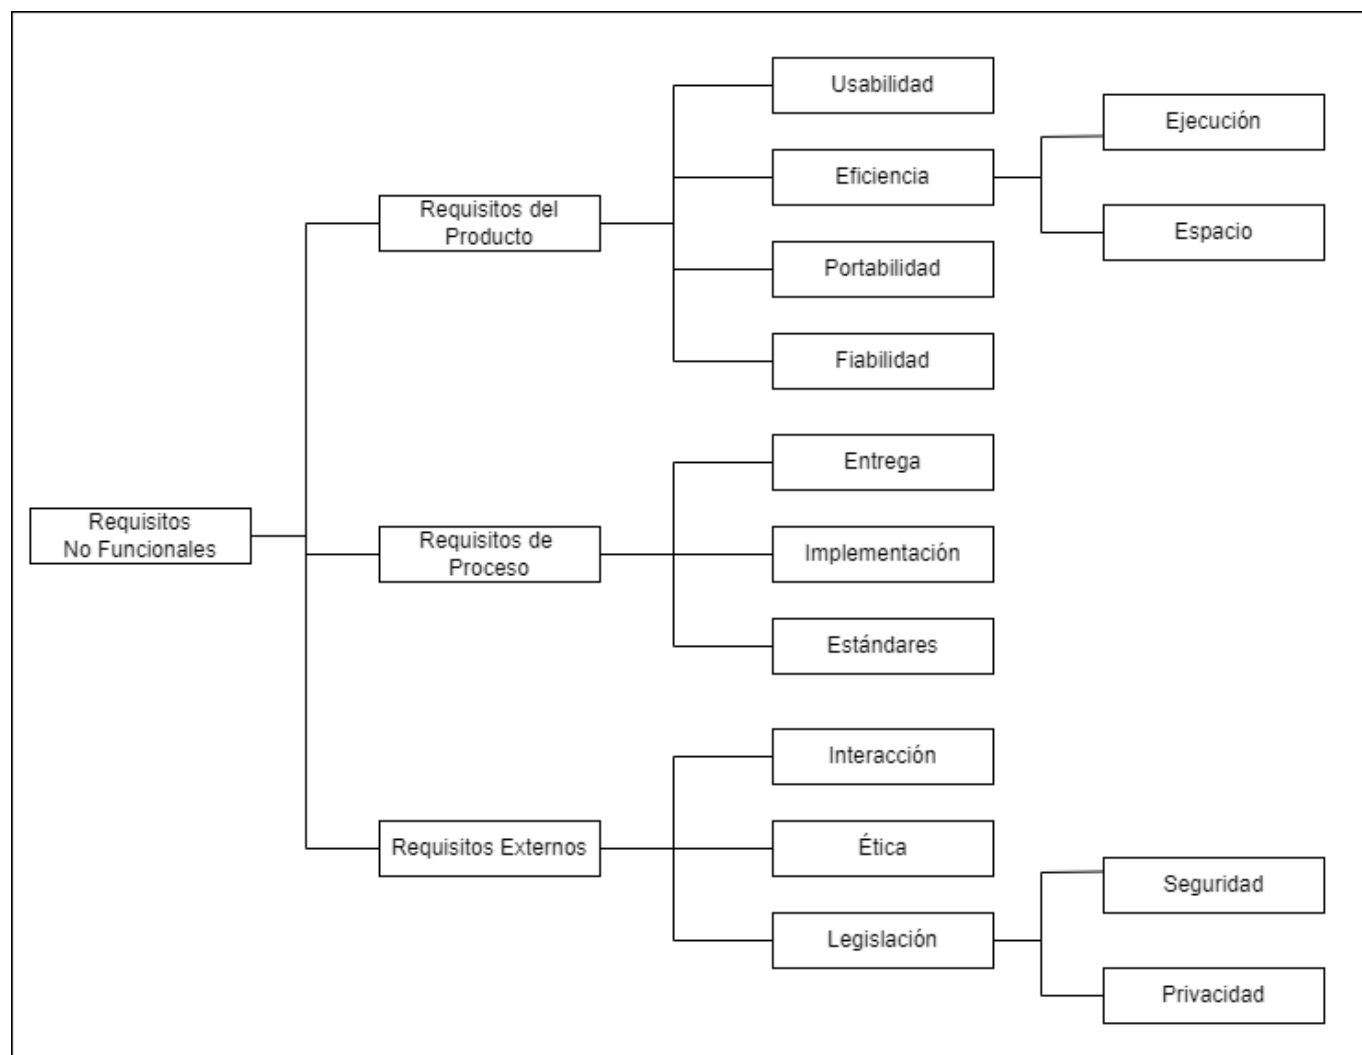 Requisitos
No Funcionales
Requisitos del
Producto
Usabilidad
Eficiencia
Ejecución
Espacio
Portabilidad
Fiabilidad
Requisitos de
Proceso
Entrega
Implementación
Estándares
Requisitos Externos
Interacción
Ética
Legislación
Seguridad
Privacidad